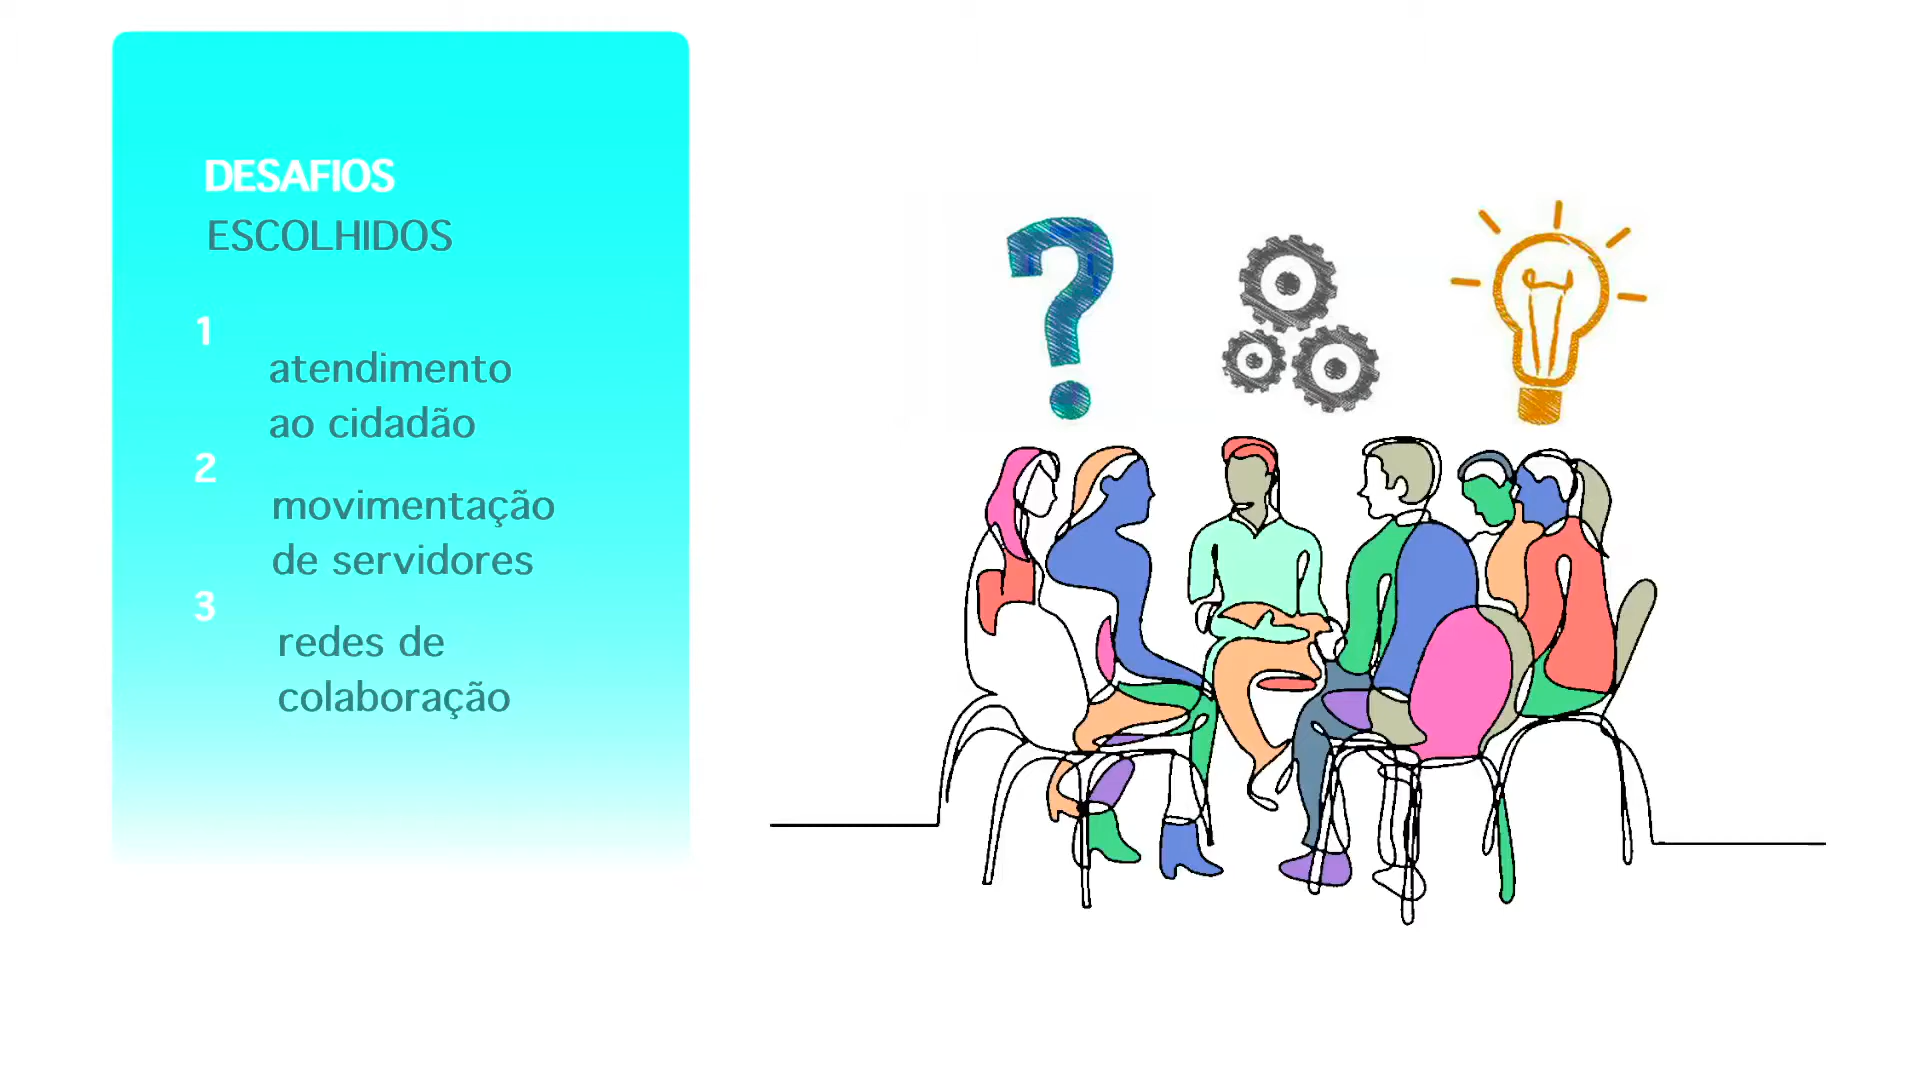 DESAFIOS
ESCOLHIDOS
1
atendimento
ao cidadão
2
movimentação
de servidores
3
redes de
colaboração
?